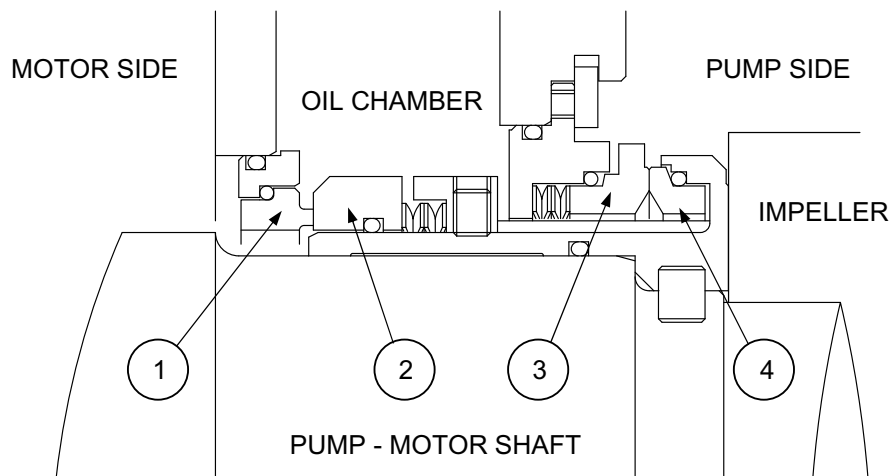 MOTOR SIDE
PUMP SIDE
OIL CHAMBER
IMPELLER
1
2
3
4
PUMP - MOTOR SHAFT